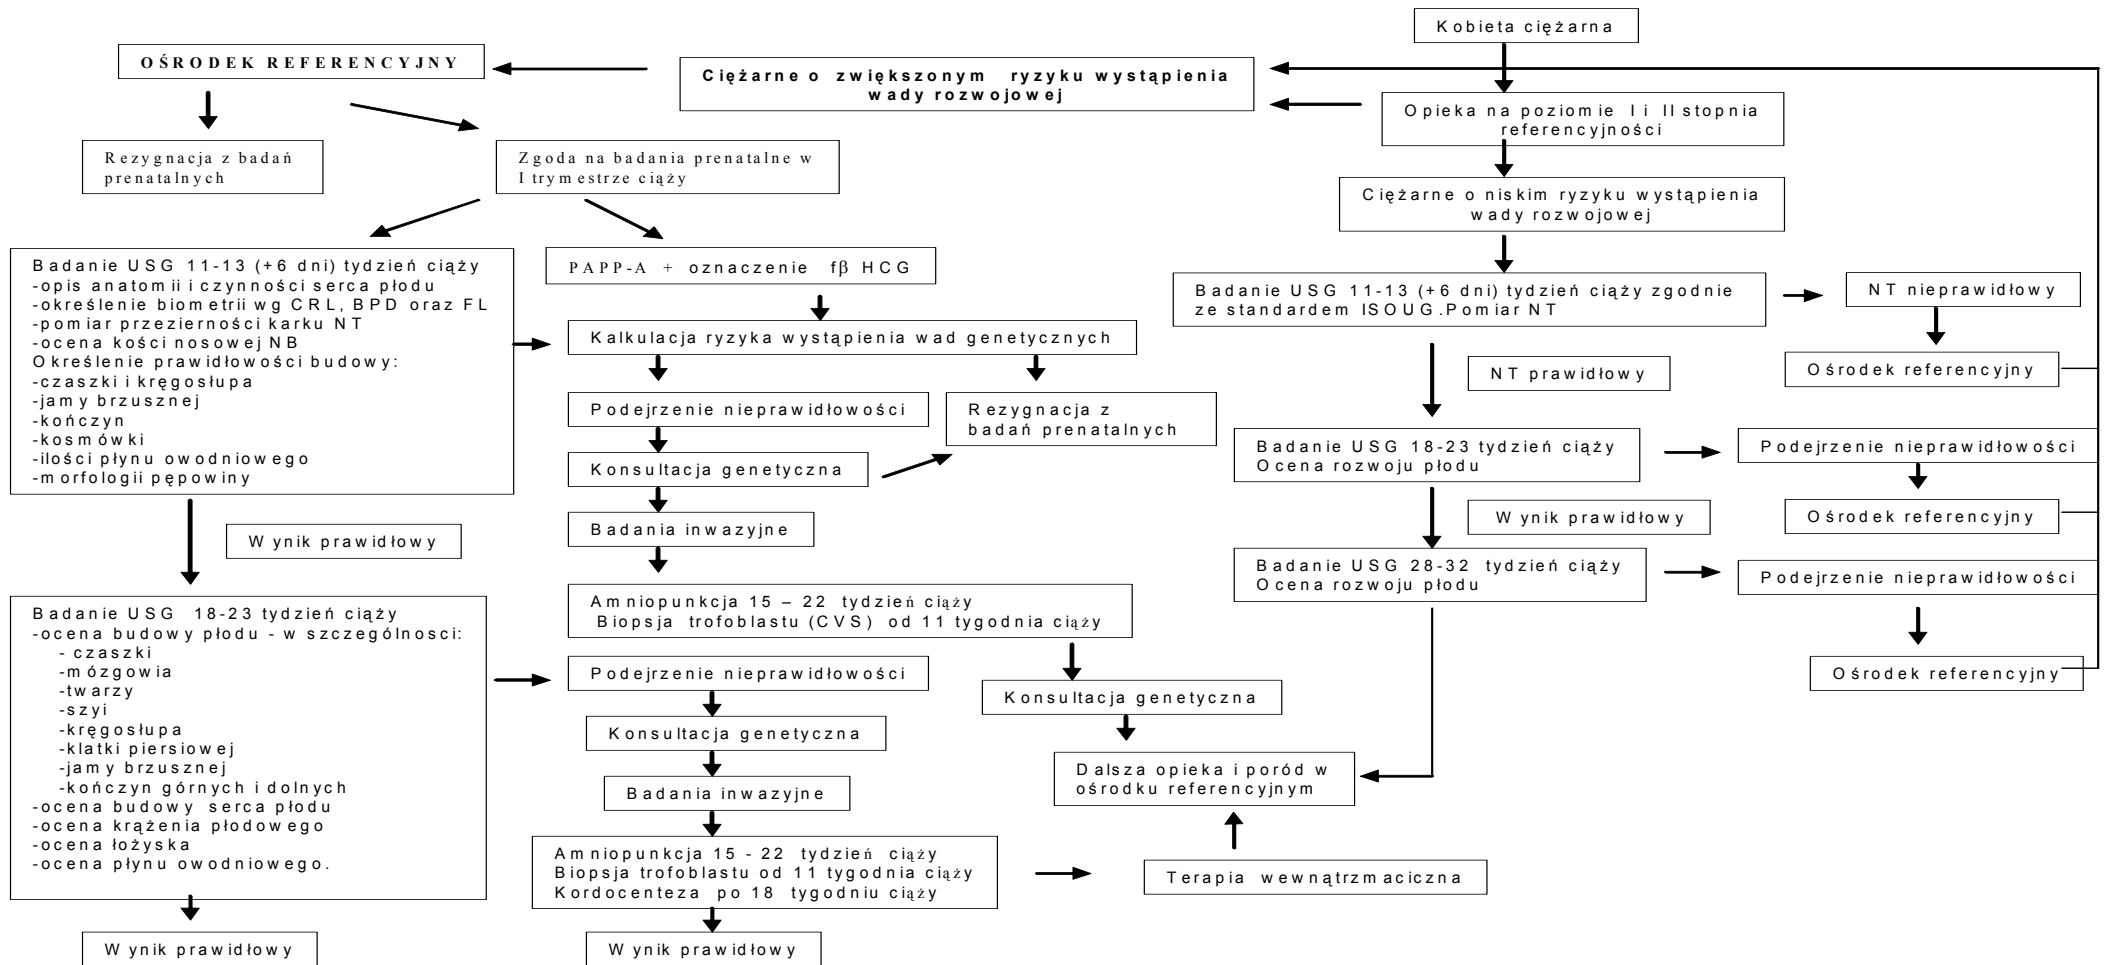 Kobieta ciężarna
OŚRODEK REFERENCYJNY
Ciężarne o zwiększonym ryzyku wystąpienia
wady rozwojowej
Opieka na poziomie I i II stopnia
referencyjności
Rezygnacja z badań
prenatalnych
Zgoda na badania prenatalne w
I trymestrze ciąży
Ciężarne o niskim ryzyku wystąpienia
wady rozwojowej
Badanie USG 11-13 (+6 dni) tydzień ciąży
-opis anatomii i czynności serca płodu
-określenie biometrii wg CRL, BPD oraz FL
-pomiar przezierności karku NT
-ocena kości nosowej NB
Określenie prawidłowości budowy:
-czaszki i kręgosłupa
-jamy brzusznej
-kończyn
-kosmówki
-ilości płynu owodniowego
-morfologii pępowiny
PAPP-A + oznaczenie fβ HCG
Kalkulacja ryzyka wystąpienia wad genetycznych
Podejrzenie nieprawidłowości
Rezygnacja z
badań prenatalnych
Konsultacja genetyczna
Badania inwazyjne
Amniopunkcja 15 – 22 tydzień ciąży
Biopsja trofoblastu (CVS) od 11 tygodnia ciąży
Konsultacja genetyczna
Badanie USG 11-13 (+6 dni) tydzień ciąży zgodnie
ze standardem ISOUG.Pomiar NT
NT nieprawidłowy
Ośrodek referencyjny
NT prawidłowy
Badanie USG 18-23 tydzień ciąży
Ocena rozwoju płodu
Podejrzenie nieprawidłowości
Ośrodek referencyjny
Wynik prawidłowy
Badanie USG 28-32 tydzień ciąży
Ocena rozwoju płodu
Podejrzenie nieprawidłowości
Ośrodek referencyjny
Wynik prawidłowy
Badanie USG 18-23 tydzień ciąży
-ocena budowy płodu - w szczególnosci:
- czaszki
-mózgowia
-twarzy
-szyi
-kręgosłupa
-klatki piersiowej
-jamy brzusznej
-kończyn górnych i dolnych
-ocena budowy serca płodu
-ocena krążenia płodowego
-ocena łożyska
-ocena płynu owodniowego.
Podejrzenie nieprawidłowości
Konsultacja genetyczna
Badania inwazyjne
Amniopunkcja 15 - 22 tydzień ciąży
Biopsja trofoblastu od 11 tygodnia ciąży
Kordocenteza po 18 tygodniu ciąży
Dalsza opieka i poród w
ośrodku referencyjnym
Terapia wewnątrzmaciczna
Wynik prawidłowy
Wynik prawidłowy